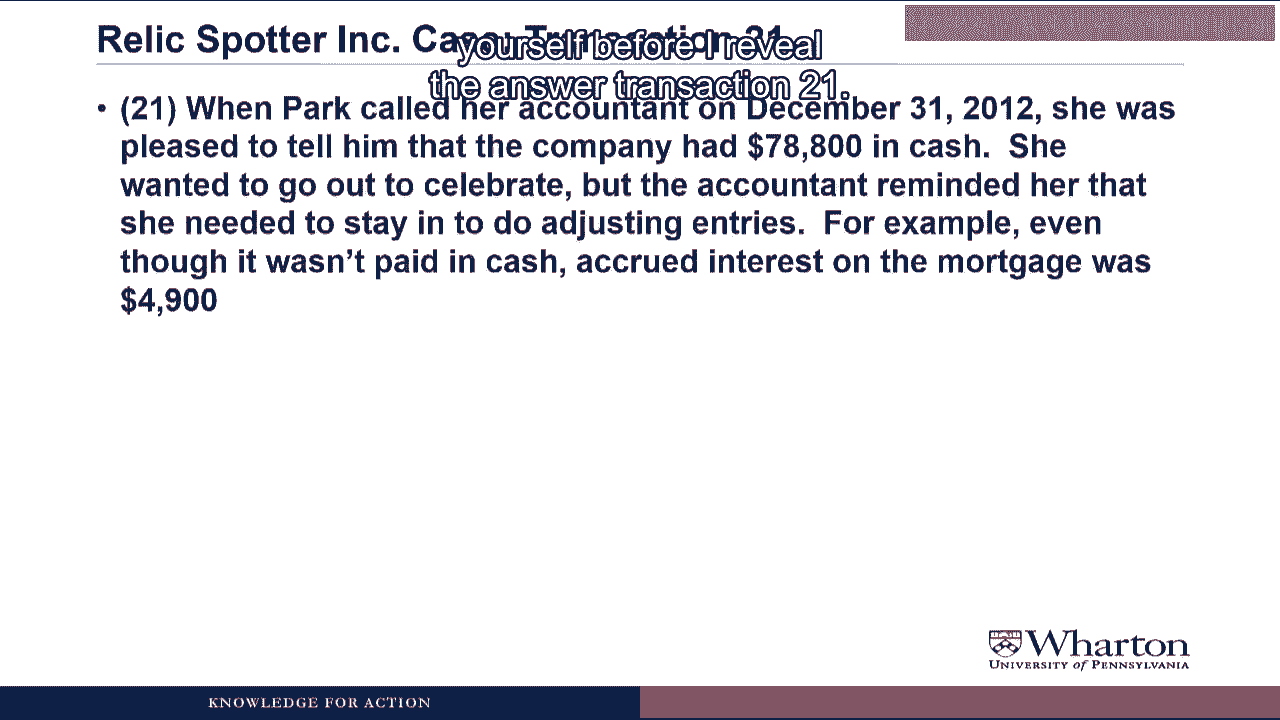 Relic Spotter Inc. Case: Transaction 21
yourself before I reveal
the answer transaction 21.
• (21) When Park called her accountant on December 31, 2012, she was
pleased to tell him that the company had $78,800 in cash. She
wanted to go out to celebrate, but the accountant reminded her that
she needed to stay in to do adjusting entries. For example, even
though it wasn't paid in cash, accrued interest on the mortgage was
$4,900
Wharton
UNIVERSITY of PENNSYLVANIA
KNOWLEDGE FOR ACTION